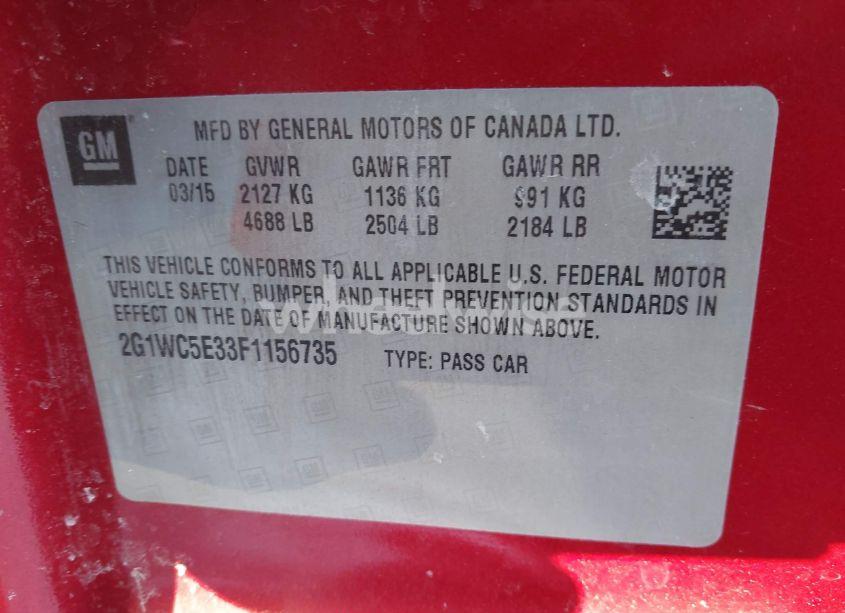 GM
MFD BY GENERAL MOTORS OF CANADA LTD.
DATE GVWR GAWR FRT GAWR RR
03/15 2127 KG 1136 KG 991 KG
4688 LB 2504 LB 2184 LB
THIS VEHICLE CONFORMS TO ALL APPLICABLE U.S. FEDERAL MOTOR
VEHICLE SAFETY, BUMPER, AND THEFT PREVENTION STANDARDS IN
EFFECT ON THE DATE OF MANUFACTURE SHOWN ABOVE.
2G1WC5E33F1156735 TYPE: PASS CAR